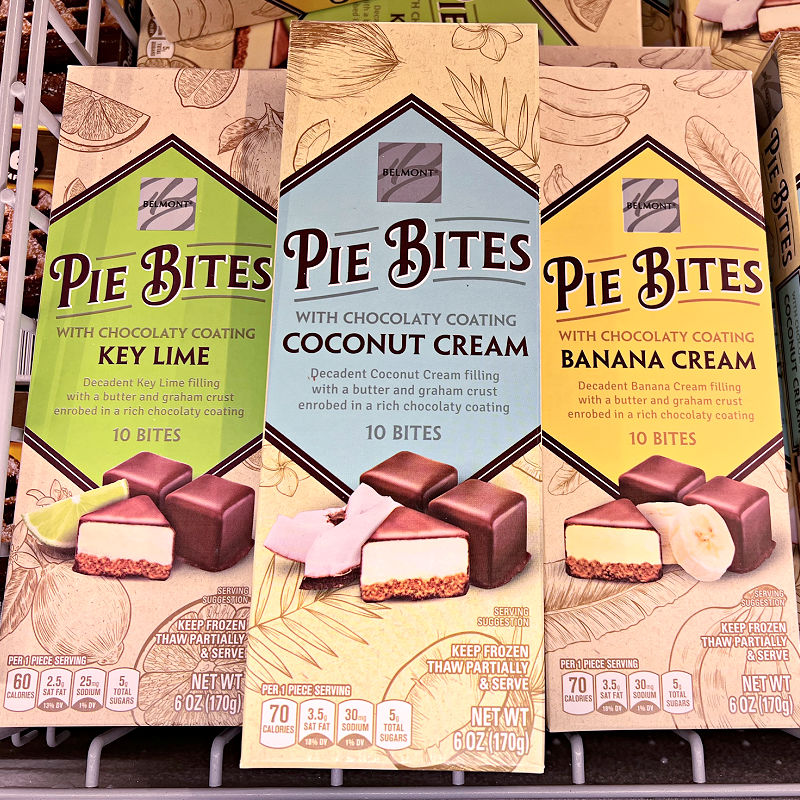 BELMONT®
PIE BITES
WITH CHOCOLATY COATING
KEY LIME
Decadent Key Lime filling
with a butter and graham crust
enrobed in a rich chocolaty coating
10 BITES
SERVING
SUGGESTION
KEEP FROZEN
THAW PARTIALLY
& SERVE
PER 1 PIECE SERVING
60
CALORIES
2.5g
SAT FAT
13% DV
25mg
SODIUM
1% DV
5g
TOTAL
SUGARS
NET WT
6 OZ (170g)
BELMONT®
PIE BITES
WITH CHOCOLATY COATING
COCONUT CREAM
Decadent Coconut Cream filling
with a butter and graham crust
enrobed in a rich chocolaty coating
10 BITES
SERVING
SUGGESTION
KEEP FROZEN
THAW PARTIALLY
& SERVE
PER 1 PIECE SERVING
70
CALORIES
3.5g
SAT FAT
18% DV
30mg
SODIUM
1% DV
5g
TOTAL
SUGARS
NET WT
6 OZ (170g)
BELMONT®
PIE BITES
WITH CHOCOLATY COATING
BANANA CREAM
Decadent Banana Cream filling
with a butter and graham crust
enrobed in a rich chocolaty coating
10 BITES
SERVING
SUGGESTION
KEEP FROZEN
THAW PARTIALLY
& SERVE
PER 1 PIECE SERVING
70
CALORIES
3.5g
SAT FAT
18% DV
30mg
SODIUM
1% DV
5g
TOTAL
SUGARS
NET WT
6 OZ (170g)
PIE BITES